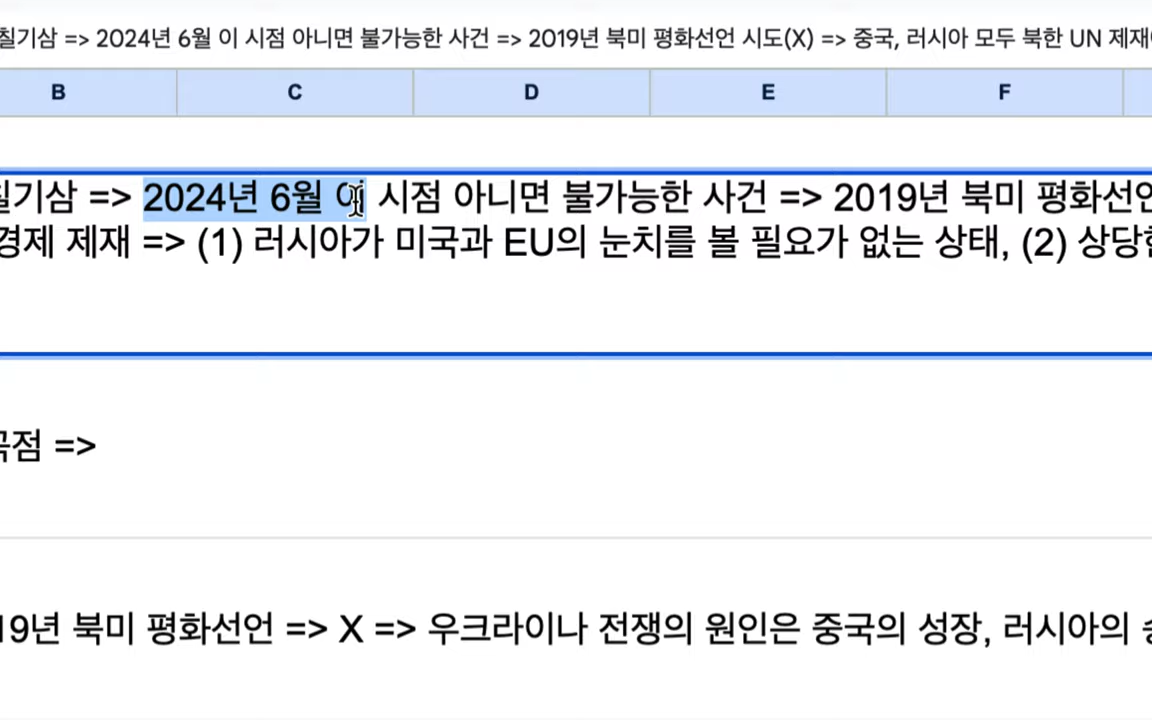 칠기삼 => 2024년 6월 이 시점 아니면 불가능한 사건 => 2019년 북미 평화선언 시도(X) => 중국, 러시아 모두 북한 UN 제재
B C D E F
칠기삼 => 2024년 6월 이 시점 아니면 불가능한 사건 => 2019년 북미 평화선언
경제 제재 => (1) 러시아가 미국과 EU의 눈치를 볼 필요가 없는 상태, (2) 상당한
곡점 =>
19년 북미 평화선언 => X => 우크라이나 전쟁의 원인은 중국의 성장, 러시아의